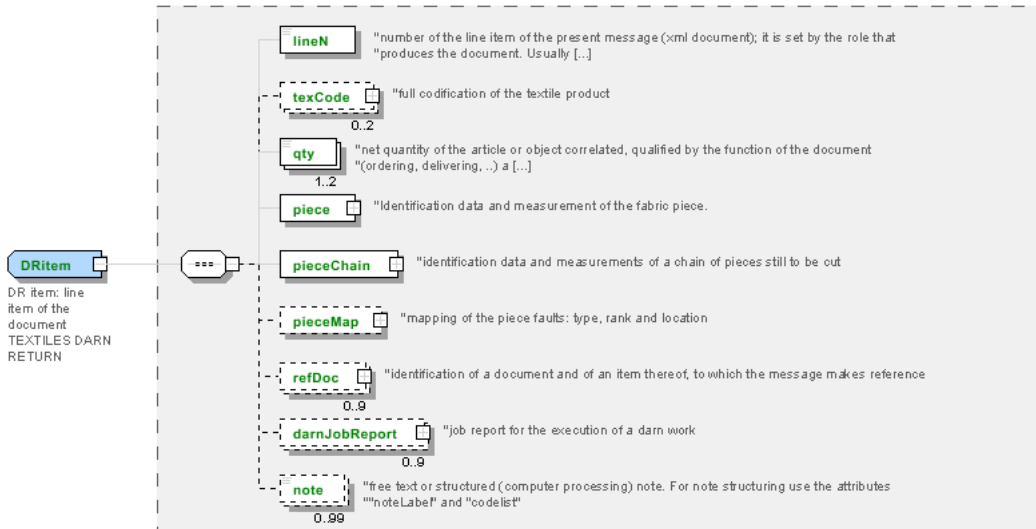 lineN
"number of the line item of the present message (xml document); it is set by the role that
"produces the document. Usually [...]
texCode
"full codification of the textile product
0..2
qty
"net quantity of the article or object correlated, qualified by the function of the document
"(ordering, delivering, ..) a [...]
1..2
piece
"Identification data and measurement of the fabric piece.
DRitem
DR item: line
item of the
document
TEXTILES DARN
RETURN
pieceChain
"identification data and measurements of a chain of pieces still to be cut
pieceMap
"mapping of the piece faults: type, rank and location
refDoc
"identification of a document and of an item thereof, to which the message makes reference
0..9
darnJobReport
"job report for the execution of a darn work
0..9
note
"free text or structured (computer processing) note. For note structuring use the attributes
""noteLabel" and "codelist"
0..99